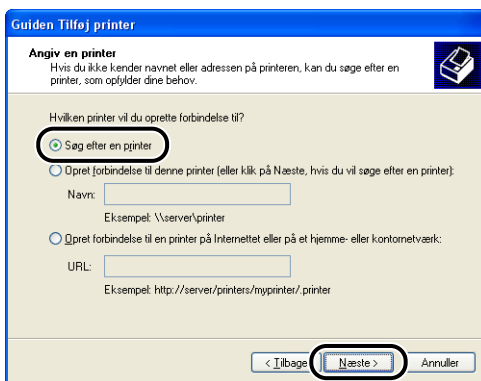 Guiden Tilføj printer
Angiv en printer
Hvis du ikke kender navnet eller adressen på printeren, kan du søge efter en
printer, som opfylder dine behov.
Hvilken printer vil du oprette forbindelse til?
Søg efter en printer
Opret forbindelse til denne printer (eller klik på Næste, hvis du vil søge efter en printer):
Navn:
Eksempel: \\server\printer
Opret forbindelse til en printer på Internettet eller på et hjemme- eller kontornetværk:
URL:
Eksempel: http://server/printers/myprinter/.printer
< Tilbage Næste > Annuller